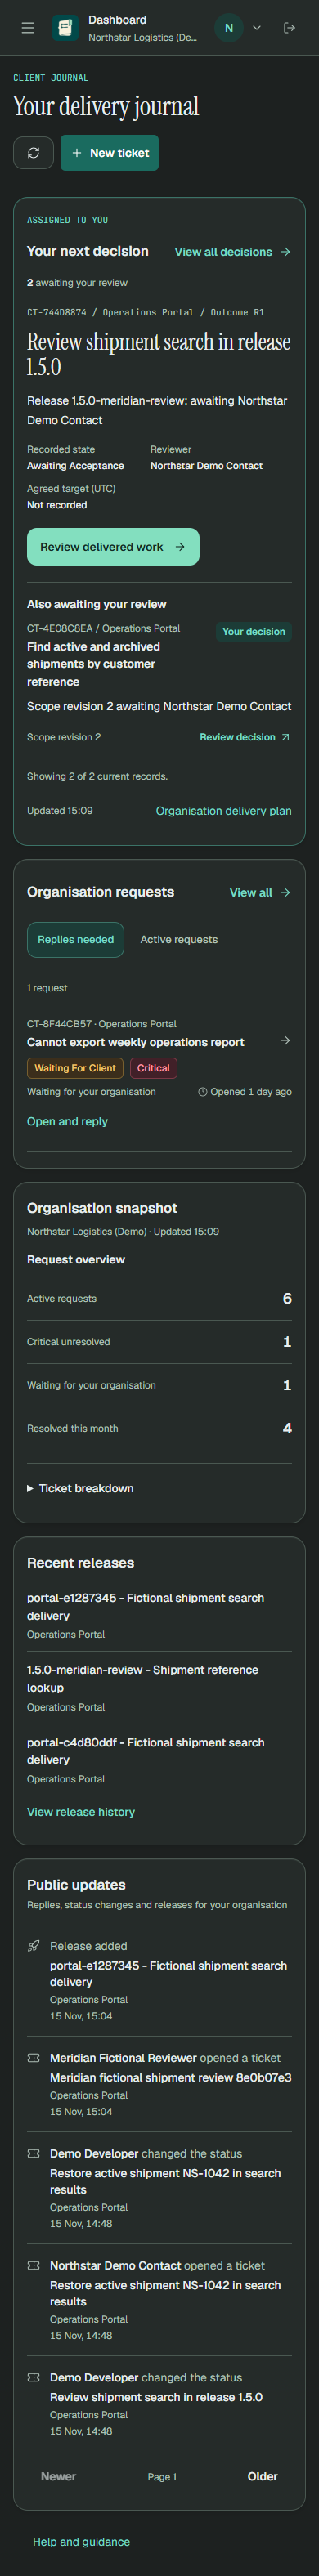 Dashboard
Northstar Logistics (De...
N
CLIENT JOURNAL
Your delivery journal
New ticket
ASSIGNED TO YOU
Your next decision
View all decisions
2 awaiting your review
CT-744D8874 / Operations Portal / Outcome R1
Review shipment search in release
1.5.0
Release 1.5.0-meridian-review: awaiting Northstar
Demo Contact
Recorded state
Reviewer
Awaiting Acceptance
Northstar Demo Contact
Agreed target (UTC)
Not recorded
Review delivered work
Also awaiting your review
CT-4E08C8EA / Operations Portal
Your decision
Find active and archived
shipments by customer
reference
Scope revision 2 awaiting Northstar Demo Contact
Scope revision 2
Review decision
Showing 2 of 2 current records.
Updated 15:09
Organisation delivery plan
Organisation requests
View all
Replies needed
Active requests
1 request
CT-8F44CB57 · Operations Portal
Cannot export weekly operations report
Waiting For Client
Critical
Waiting for your organisation
Opened 1 day ago
Open and reply
Organisation snapshot
Northstar Logistics (Demo) · Updated 15:09
Request overview
Active requests
6
Critical unresolved
1
Waiting for your organisation
1
Resolved this month
4
Ticket breakdown
Recent releases
portal-e1287345 - Fictional shipment search
delivery
Operations Portal
1.5.0-meridian-review - Shipment reference
lookup
Operations Portal
portal-c4d80ddf - Fictional shipment search
delivery
Operations Portal
View release history
Public updates
Replies, status changes and releases for your organisation
Release added
portal-e1287345 - Fictional shipment search
delivery
Operations Portal
15 Nov, 15:04
Meridian Fictional Reviewer opened a ticket
Meridian fictional shipment review 8e0b07e3
Operations Portal
15 Nov, 15:04
Demo Developer changed the status
Restore active shipment NS-1042 in search
results
Operations Portal
15 Nov, 14:48
Northstar Demo Contact opened a ticket
Restore active shipment NS-1042 in search
results
Operations Portal
15 Nov, 14:48
Demo Developer changed the status
Review shipment search in release 1.5.0
Operations Portal
15 Nov, 14:48
Newer
Page 1
Older
Help and guidance